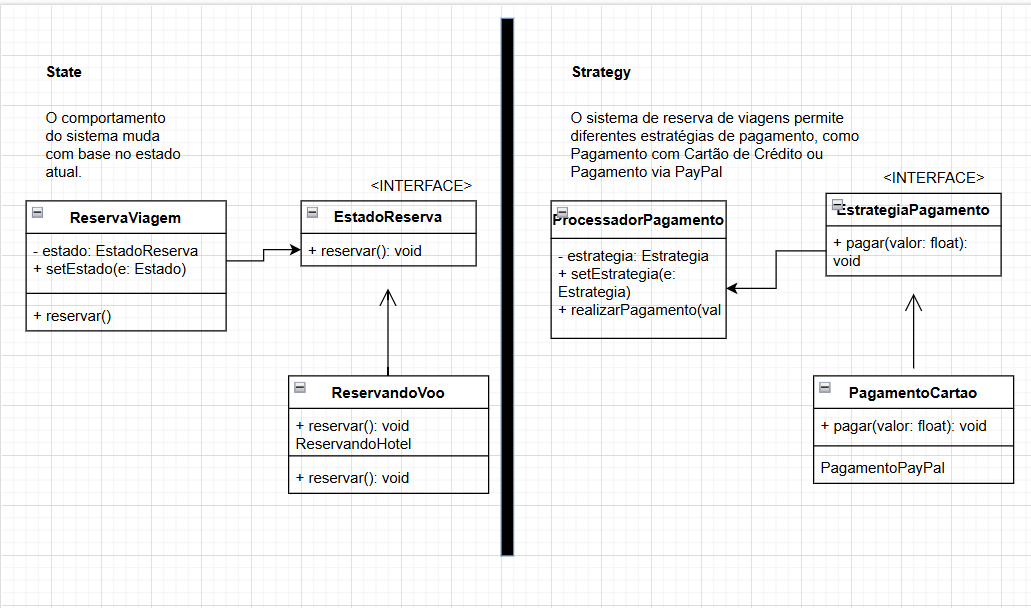 State
O comportamento
do sistema muda
com base no estado
atual.
<INTERFACE>
ReservaViagem
- estado: EstadoReserva
+ setEstado(e: Estado)
+ reservar()
EstadoReserva
+ reservar(): void
ReservandoVoo
+ reservar(): void
ReservandoHotel
+ reservar(): void
Strategy
O sistema de reserva de viagens permite
diferentes estratégias de pagamento, como
Pagamento com Cartão de Crédito ou
Pagamento via PayPal
<INTERFACE>
ProcessadorPagamento
- estrategia: Estrategia
+ setEstrategia(e:
Estrategia)
+ realizarPagamento(val
EstrategiaPagamento
+ pagar(valor: float):
void
PagamentoCartao
+ pagar(valor: float): void
PagamentoPayPal